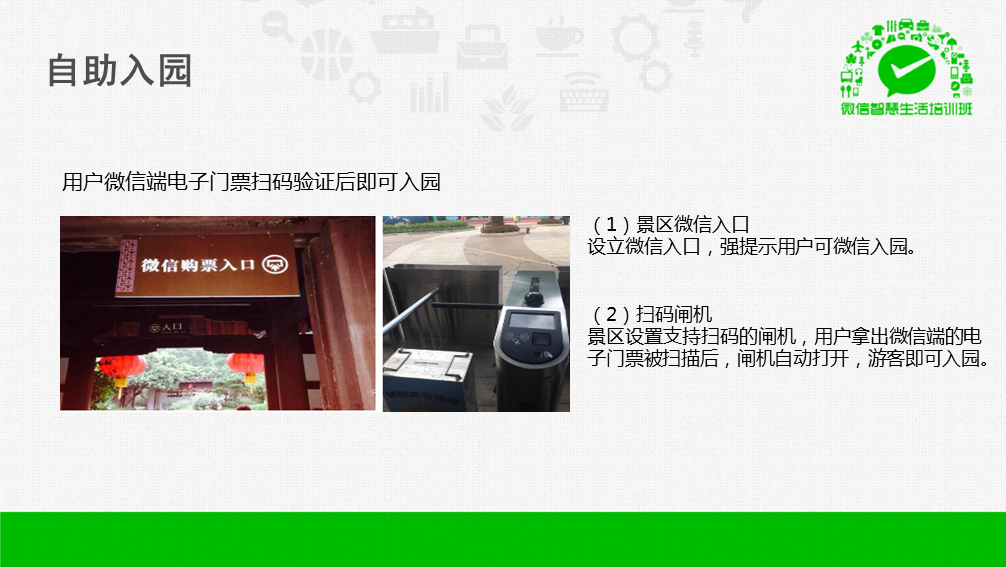 自助入园
微信智慧生活培训班
用户微信端电子门票扫码验证后即可入园
微信购票入口
入口
（1）景区微信入口
设立微信入口，强提示用户可微信入园。
（2）扫码闸机
景区设置支持扫码的闸机，用户拿出微信端的电
子门票被扫描后，闸机自动打开，游客即可入园。